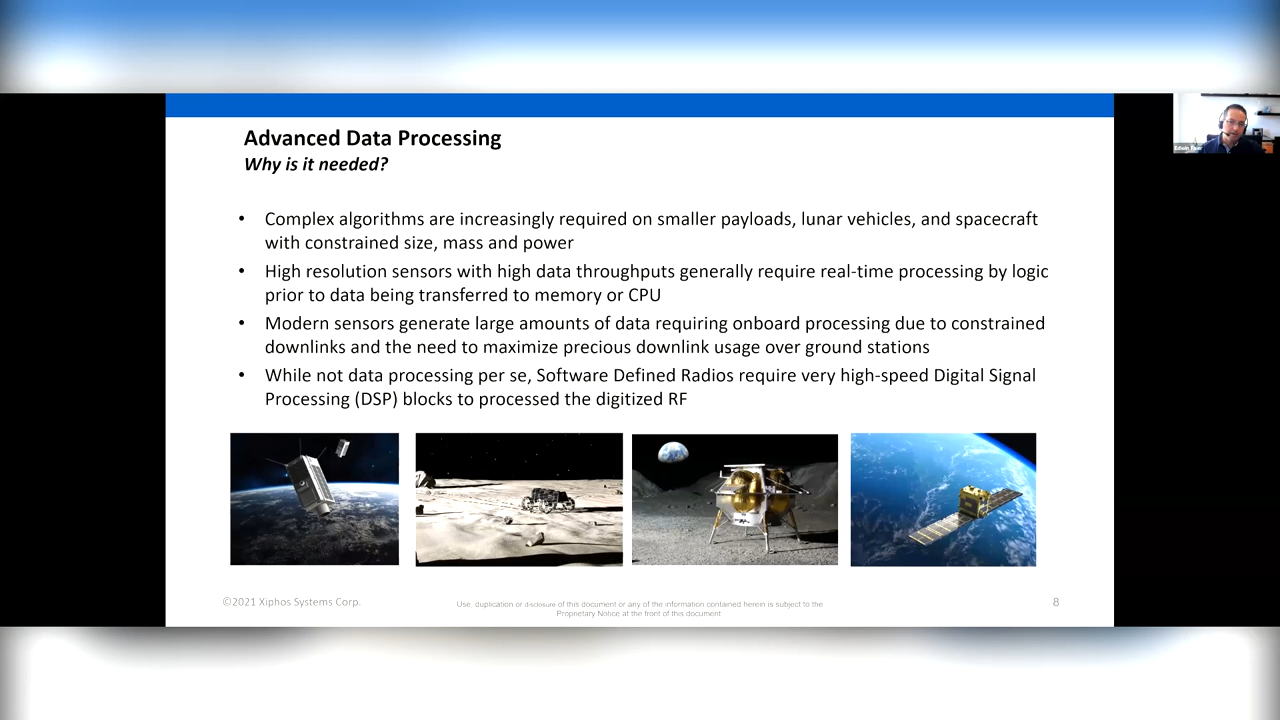 Advanced Data Processing
Why is it needed?
• Complex algorithms are increasingly required on smaller payloads, lunar vehicles, and spacecraft
with constrained size, mass and power
• High resolution sensors with high data throughputs generally require real-time processing by logic
prior to data being transferred to memory or CPU
• Modern sensors generate large amounts of data requiring onboard processing due to constrained
downlinks and the need to maximize precious downlink usage over ground stations
• While not data processing per se, Software Defined Radios require very high-speed Digital Signal
Processing (DSP) blocks to processed the digitized RF
©2021 Xiphos Systems Corp.
Use, duplication or disclosure of this document or any of the information contained herein is subject to the
Proprietary Notice at the front of this document
8
Edwin